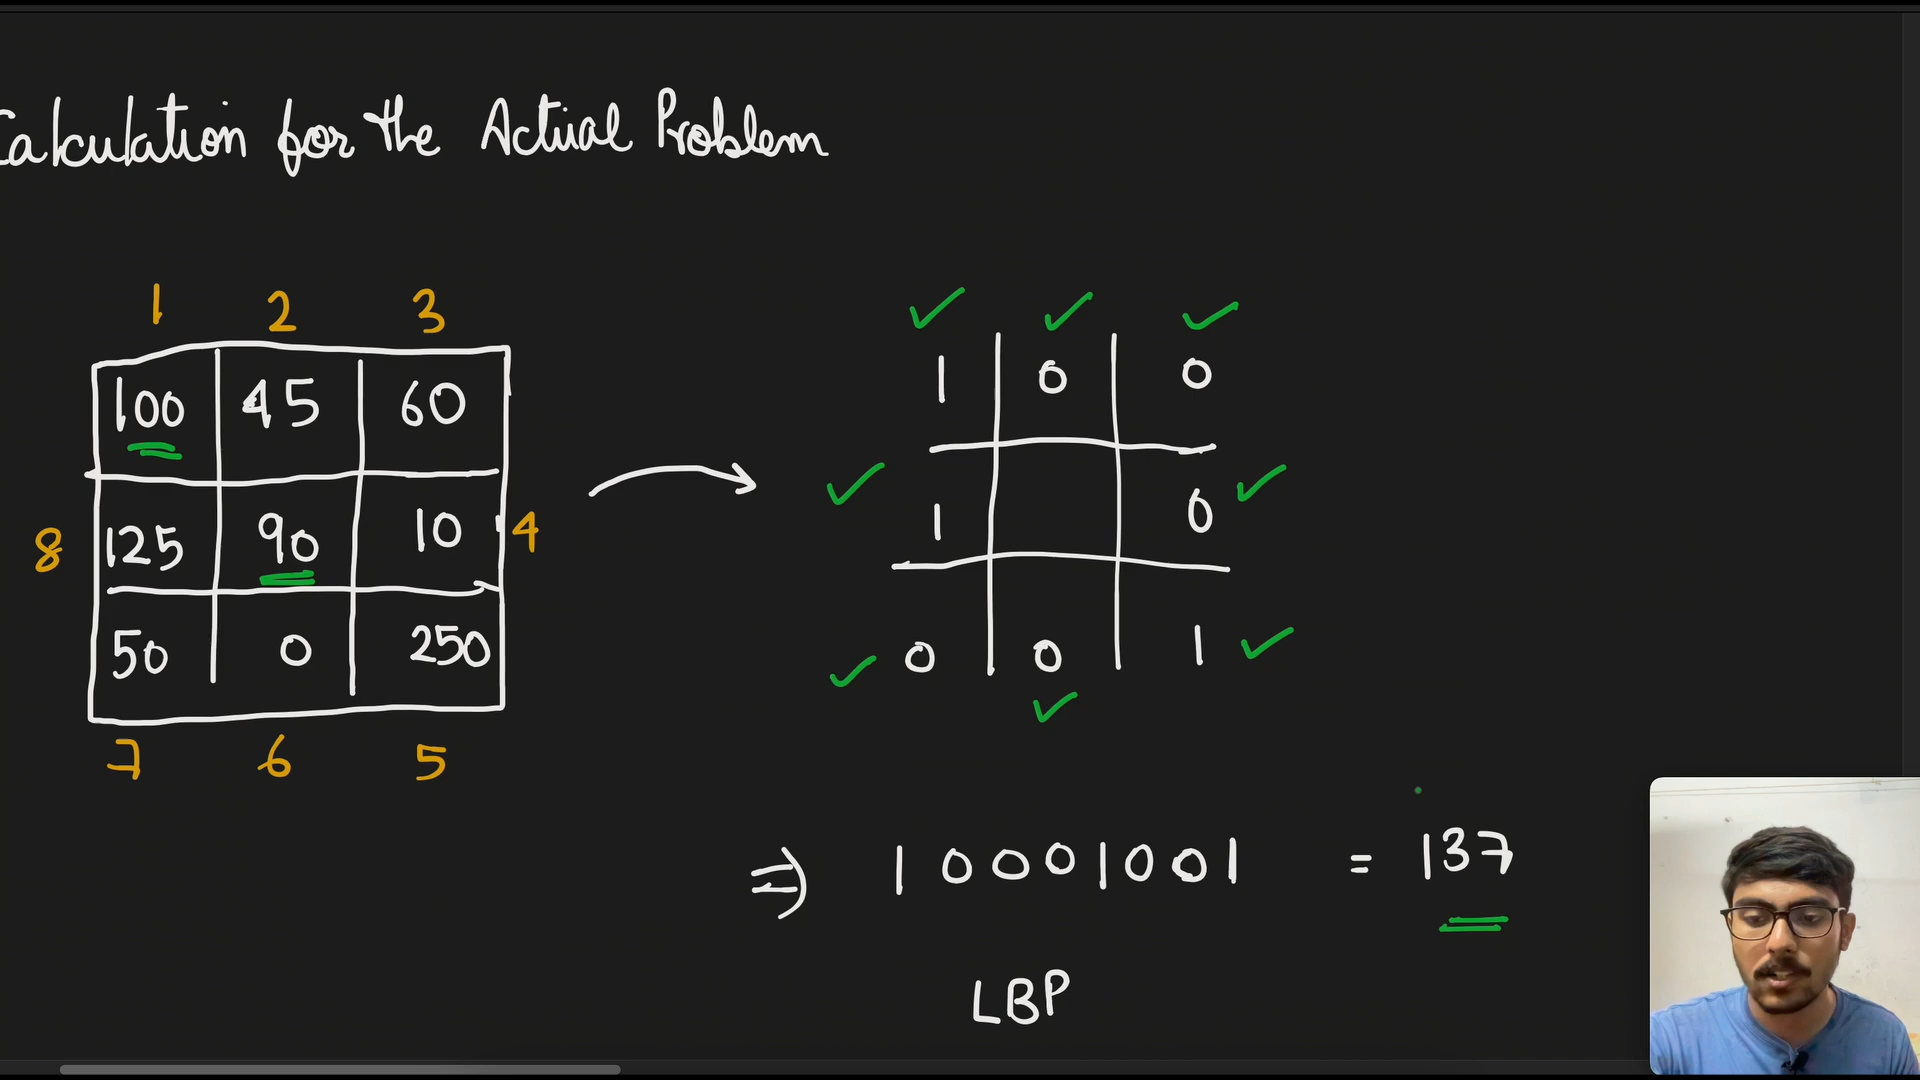 Calculation for the Actual Problem
1 2 3
100 45 60
8 125 90 10 4
50 0 250
7 6 5
1 0 0
1 0
0 0 1
⇒ 10001001 = 137
LBP